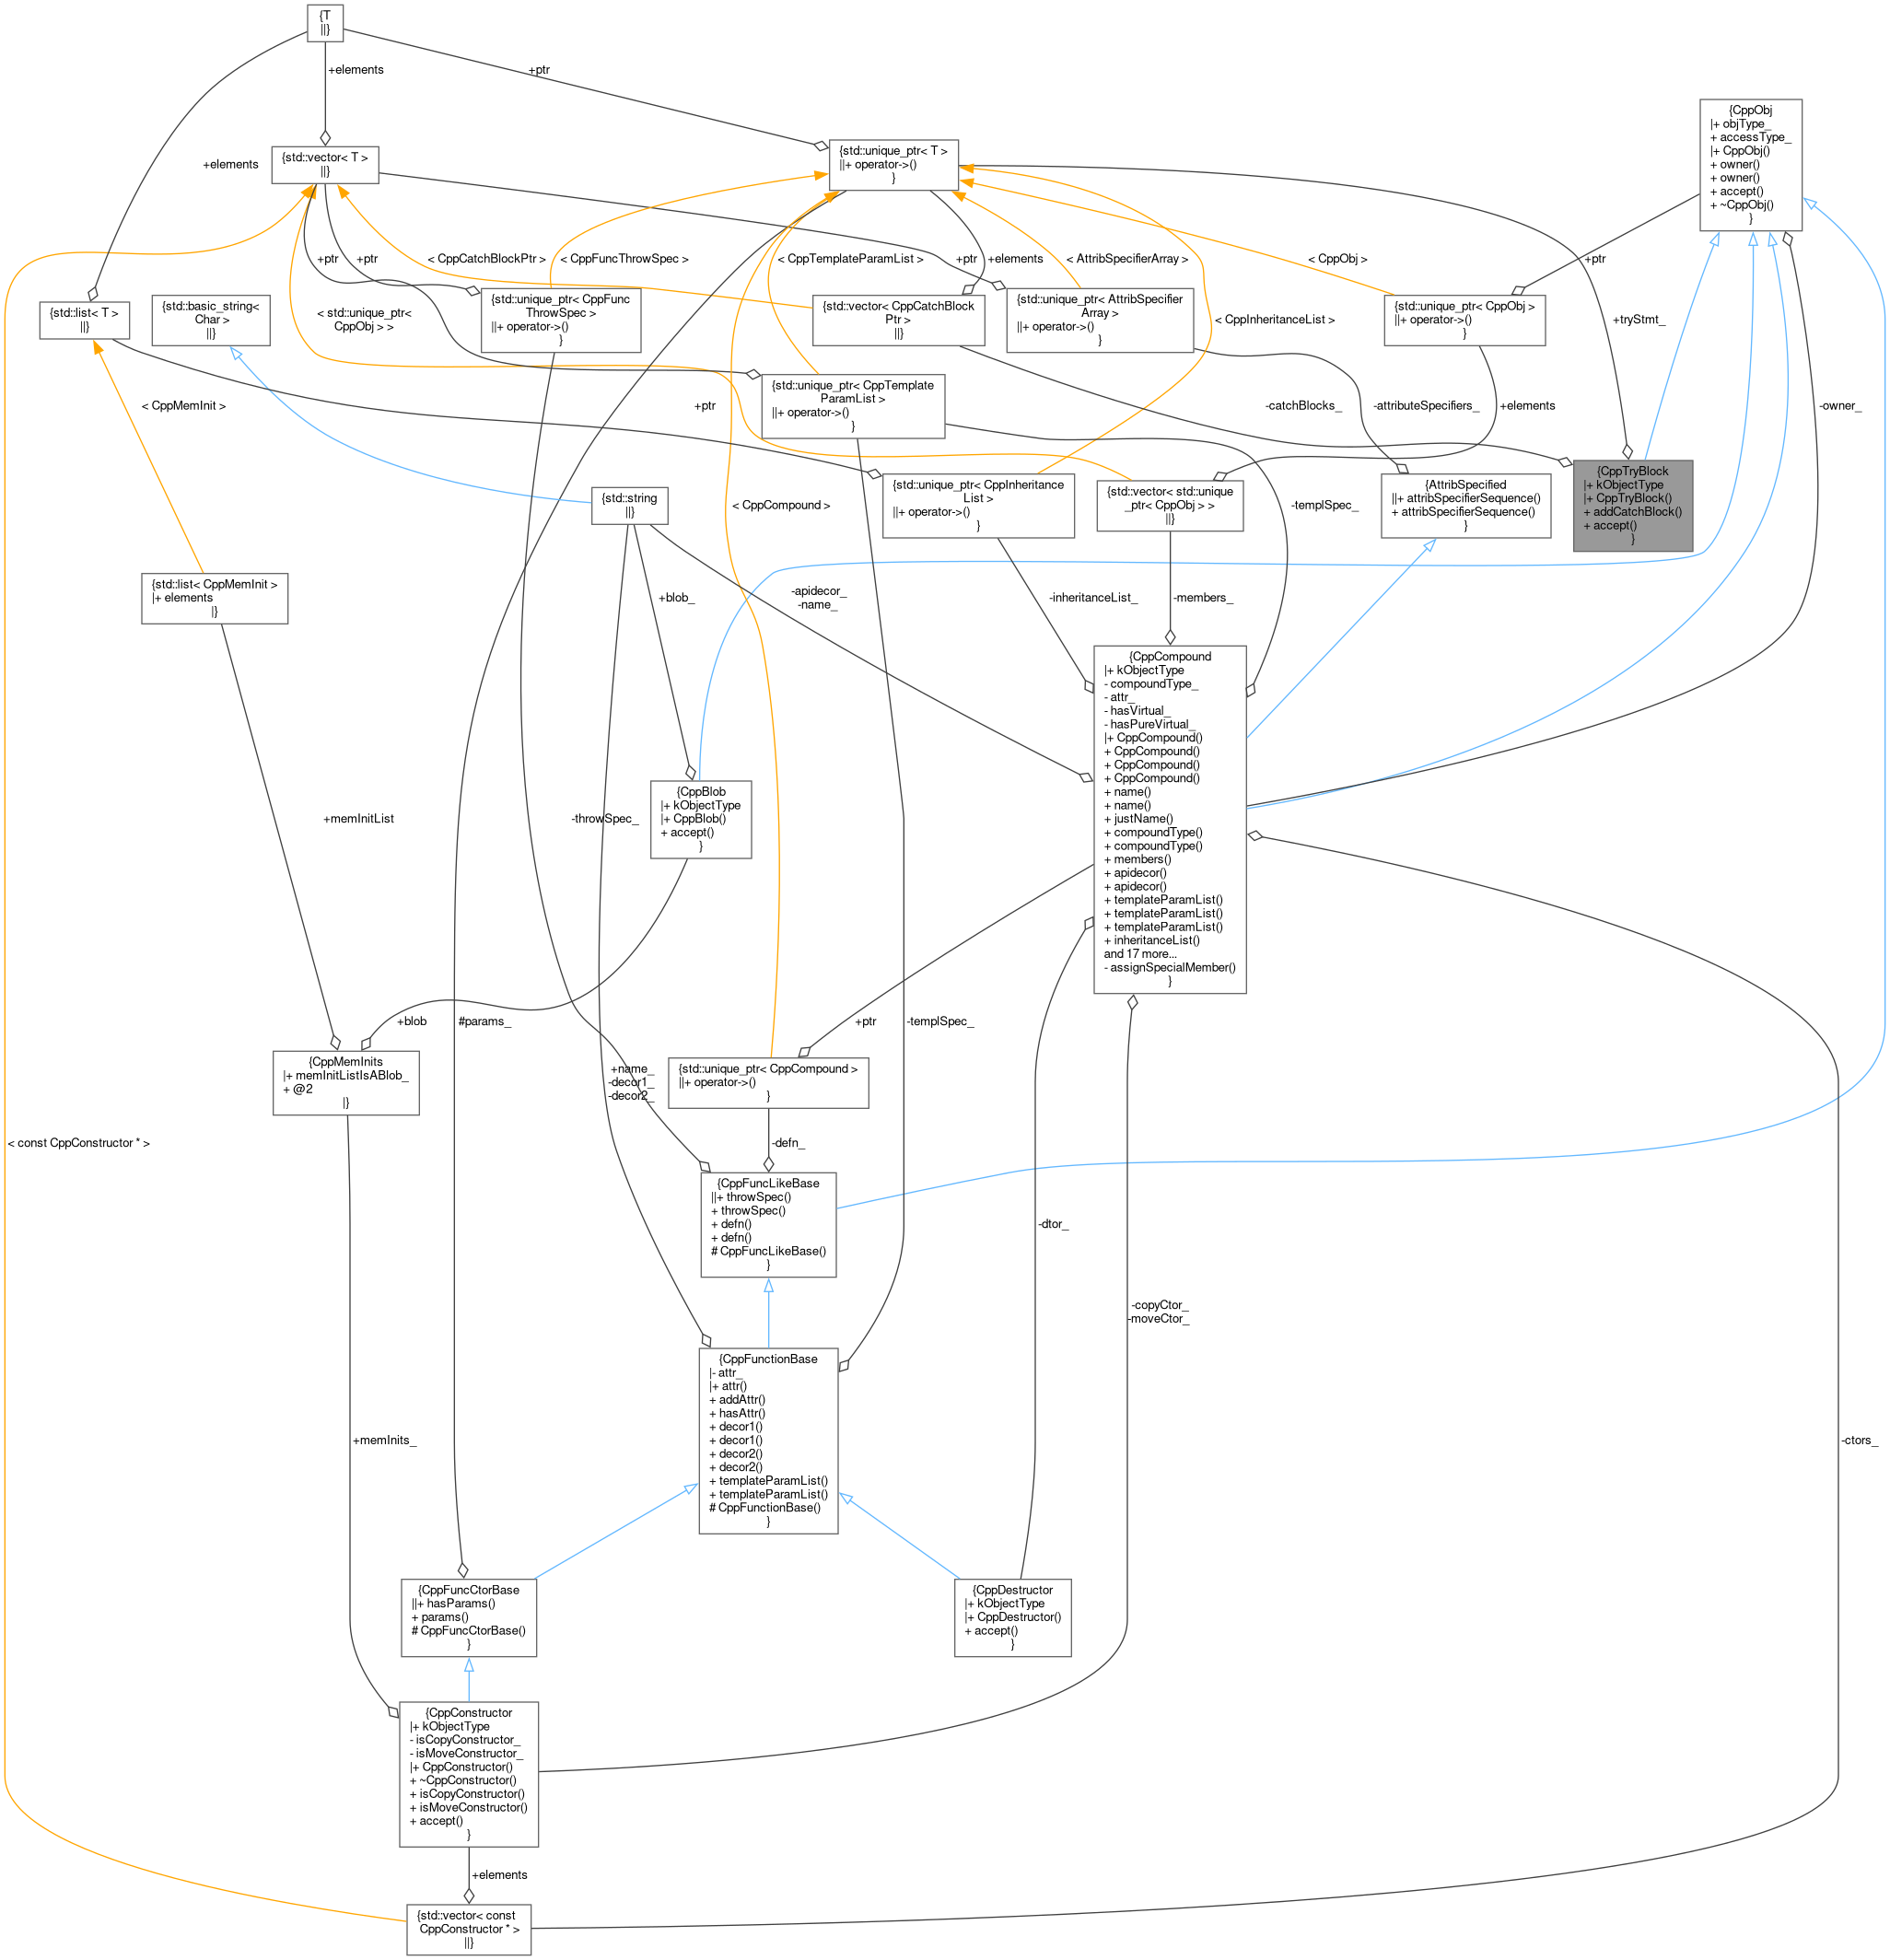 {T
||}
+elements
+ptr
{CppObj
|+ objType_
+ accessType_
|+ CppObj()
+ owner()
+ owner()
+ accept()
+ ~CppObj()
}
+elements
{std::vector< T >
||}
{std::unique_ptr< T >
||+ operator->()
}
< CppCatchBlockPtr >
< CppFuncThrowSpec >
< CppTemplateParamList >
+ptr
+ptr
+ptr
+elements
< AttribSpecifierArray >
< CppObj >
+ptr
{std::list< T >
||}
{std::basic_string<
Char >
||}
< std::unique_ptr<
CppObj > >
{std::unique_ptr< CppFunc
ThrowSpec >
||+ operator->()
}
{std::vector< CppCatchBlock
Ptr >
||}
{std::unique_ptr< AttribSpecifier
Array >
||+ operator->()
}
< CppInheritanceList >
{std::unique_ptr< CppObj >
||+ operator->()
}
+tryStmt_
< CppMemInit >
+ptr
{std::unique_ptr< CppTemplate
ParamList >
||+ operator->()
}
-catchBlocks_
-attributeSpecifiers_
+elements
-owner_
{std::string
||}
< CppCompound >
{std::unique_ptr< CppInheritance
List >
||+ operator->()
}
{std::vector< std::unique
_ptr< CppObj > >
||}
-templSpec_
{AttribSpecified
||+ attribSpecifierSequence()
+ attribSpecifierSequence()
}
{CppTryBlock
|+ kObjectType
|+ CppTryBlock()
+ addCatchBlock()
+ accept()
}
{std::list< CppMemInit >
|+ elements
|}
+blob_
-apidecor_
-name_
-inheritanceList_
-members_
{CppCompound
|+ kObjectType
- compoundType_
- attr_
- hasVirtual_
- hasPureVirtual_
|+ CppCompound()
+ CppCompound()
+ CppCompound()
+ CppCompound()
+ name()
+ name()
+ justName()
+ compoundType()
+ compoundType()
+ members()
+ apidecor()
+ apidecor()
+ templateParamList()
+ templateParamList()
+ templateParamList()
+ inheritanceList()
and 17 more...
- assignSpecialMember()
}
+memInitList
-throwSpec_
{CppBlob
|+ kObjectType
|+ CppBlob()
+ accept()
}
+blob
#params_
+ptr
-templSpec_
{CppMemInits
|+ memInitListIsABlob_
+ @2
|}
+name_
-decor1_
-decor2_
{std::unique_ptr< CppCompound >
||+ operator->()
}
< const CppConstructor * >
-defn_
{CppFuncLikeBase
||+ throwSpec()
+ throwSpec()
+ defn()
+ defn()
# CppFuncLikeBase()
}
-dtor_
-copyCtor_
-moveCtor_
{CppFunctionBase
|- attr_
|+ attr()
+ addAttr()
+ hasAttr()
+ decor1()
+ decor1()
+ decor2()
+ decor2()
+ templateParamList()
+ templateParamList()
# CppFunctionBase()
}
+memInits_
-ctors_
{CppFuncCtorBase
||+ hasParams()
+ params()
# CppFuncCtorBase()
}
{CppDestructor
|+ kObjectType
|+ CppDestructor()
+ accept()
}
{CppConstructor
|+ kObjectType
- isCopyConstructor_
- isMoveConstructor_
|+ CppConstructor()
+ ~CppConstructor()
+ isCopyConstructor()
+ isMoveConstructor()
+ accept()
}
+elements
{std::vector< const
CppConstructor * >
||}